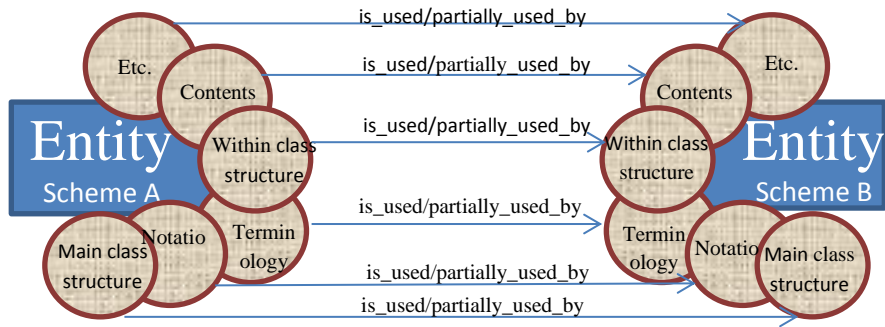 is_used/partially_used_by
Etc.
Etc.
is_used/partially_used_by
Contents
Contents
is_used/partially_used_by
Entity
Within class
structure
Within class
structure
Entity
Scheme A
Scheme B
is_used/partially_used_by
Termin
ology
Termin
ology
Notatio
Notatio
Main class
structure
Main class
structure
is_used/partially_used_by
is_used/partially_used_by